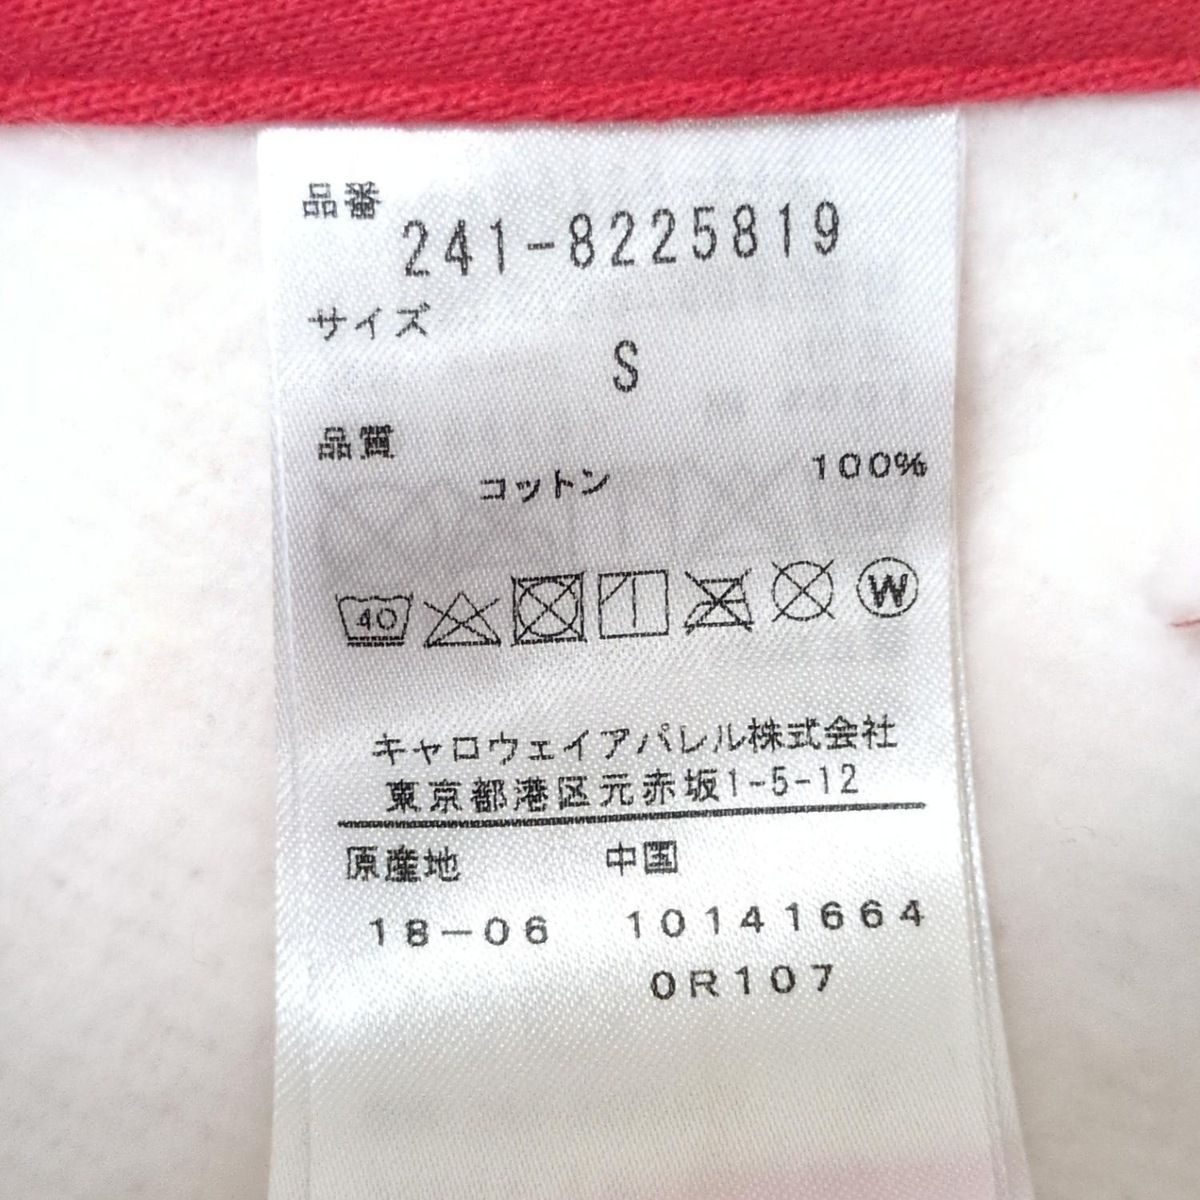 品番
241-8225819
サイズ
S
品質
コットン 100%
40 W
キャロウェイアパレル株式会社
東京都港区元赤坂1-5-12
原産地 中国
18-06 10141664
0R107